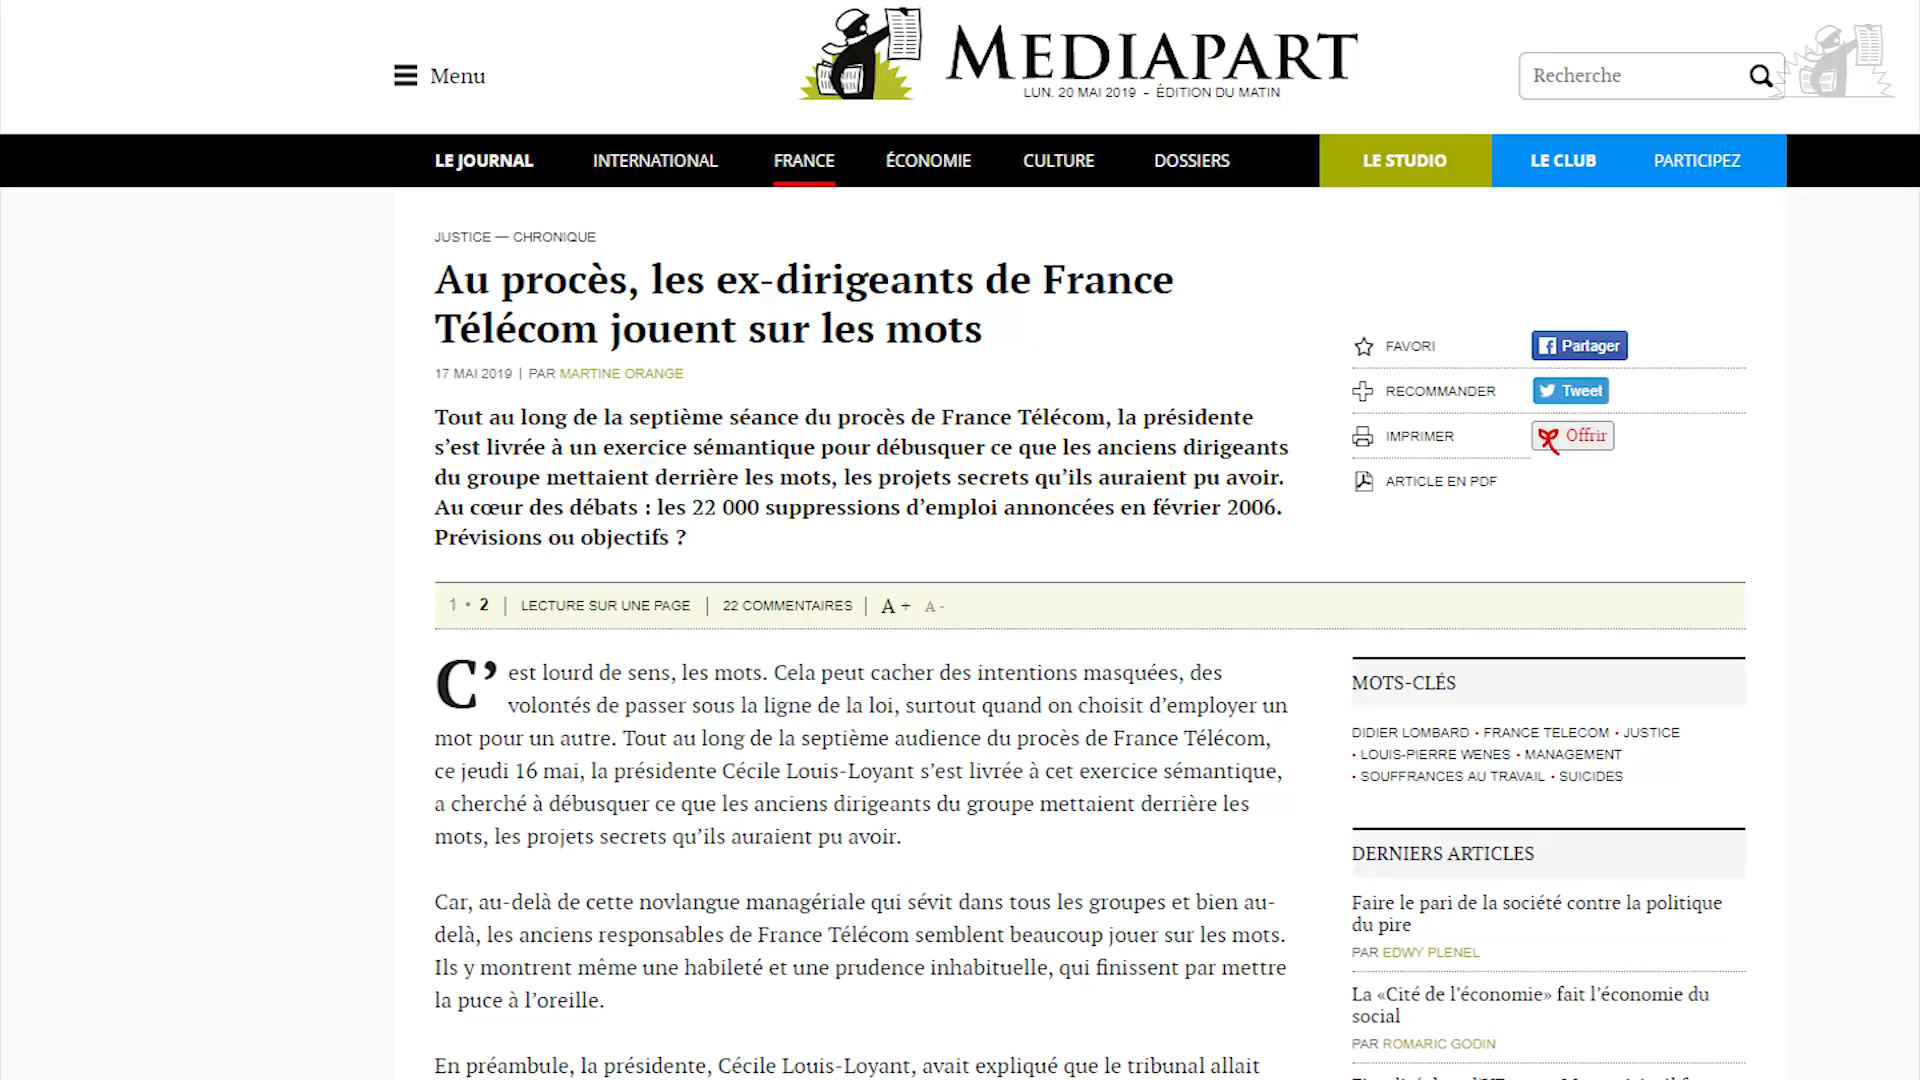 Menu
MEDIAPART
LUN. 20 MAI 2019 - ÉDITION DU MATIN
Recherche
LE JOURNAL INTERNATIONAL FRANCE ÉCONOMIE CULTURE DOSSIERS LE STUDIO LE CLUB PARTICIPEZ
JUSTICE — CHRONIQUE
Au procès, les ex-dirigeants de France
Télécom jouent sur les mots
17 MAI 2019 | PAR MARTINE ORANGE
Tout au long de la septième séance du procès de France Télécom, la présidente
s’est livrée à un exercice sémantique pour débusquer ce que les anciens dirigeants
du groupe mettaient derrière les mots, les projets secrets qu’ils auraient pu avoir.
Au cœur des débats : les 22 000 suppressions d’emploi annoncées en février 2006.
Prévisions ou objectifs ?
FAVORI Partager
RECOMMANDER Tweet
IMPRIMER Offrir
ARTICLE EN PDF
1 • 2 | LECTURE SUR UNE PAGE | 22 COMMENTAIRES | A + A -
C’est lourd de sens, les mots. Cela peut cacher des intentions masquées, des
volontés de passer sous la ligne de la loi, surtout quand on choisit d’employer un
mot pour un autre. Tout au long de la septième audience du procès de France Télécom,
ce jeudi 16 mai, la présidente Cécile Louis-Loyant s’est livrée à cet exercice sémantique,
a cherché à débusquer ce que les anciens dirigeants du groupe mettaient derrière les
mots, les projets secrets qu’ils auraient pu avoir.
Car, au-delà de cette novlangue managériale qui sévit dans tous les groupes et bien au-
delà, les anciens responsables de France Télécom semblent beaucoup jouer sur les mots.
Ils y montrent même une habileté et une prudence inhabituelle, qui finissent par mettre
la puce à l’oreille.
En préambule, la présidente, Cécile Louis-Loyant, avait expliqué que le tribunal allait
MOTS-CLÉS
DIDIER LOMBARD • FRANCE TELECOM • JUSTICE
• LOUIS-PIERRE WENES • MANAGEMENT
• SOUFFRANCES AU TRAVAIL • SUICIDES
DERNIERS ARTICLES
Faire le pari de la société contre la politique
du pire
PAR EDWY PLENEL
La «Cité de l’économie» fait l’économie du
social
PAR ROMARIC GODIN